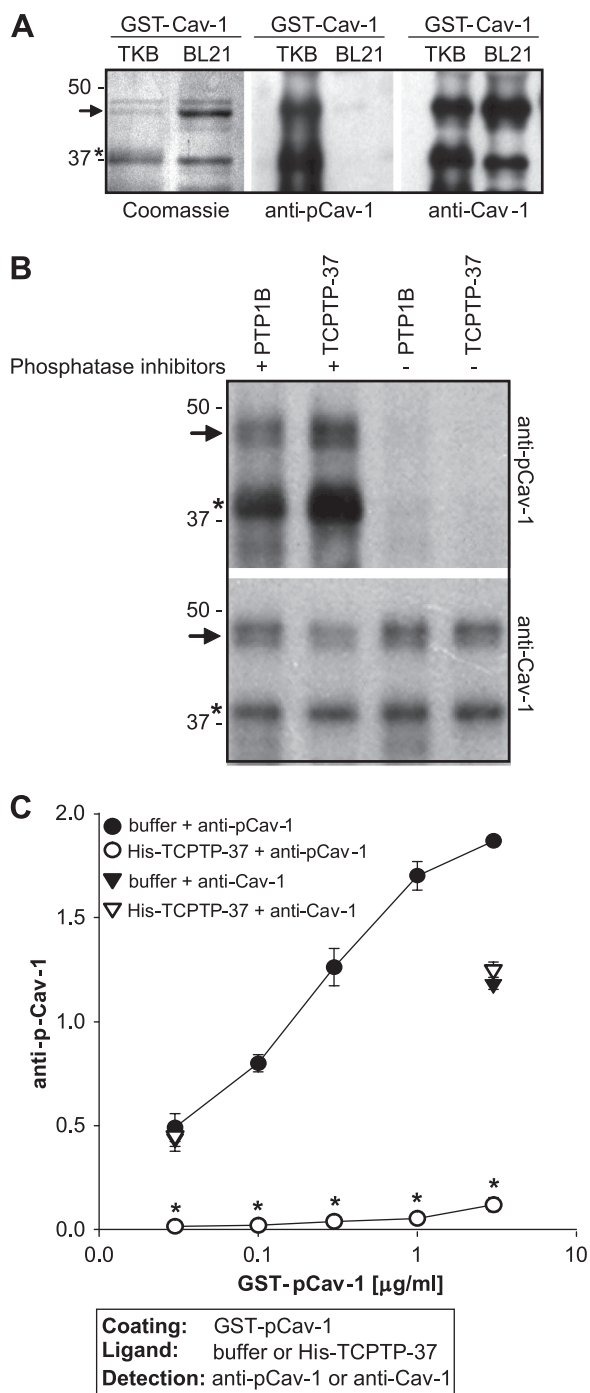 A
GST-Cav-1 GST-Cav-1 GST-Cav-1
TKB BL21 TKB BL21 TKB BL21
50 -
37 * -
Coomassie anti-pCav-1 anti-Cav-1
B
Phosphatase inhibitors
+ PTP1B
+ TCPTP-37
- PTP1B
- TCPTP-37
50 -
37 * -
anti-pCav-1
50 -
37 * -
anti-Cav-1
C
buffer + anti-pCav-1
His-TCPTP-37 + anti-pCav-1
buffer + anti-Cav-1
His-TCPTP-37 + anti-Cav-1
anti-p-Cav-1
2.0
1.5
1.0
0.5
0.0
* * * * *
0.0 0.1 1 10
GST-pCav-1 [µg/ml]
Coating: GST-pCav-1
Ligand: buffer or His-TCPTP-37
Detection: anti-pCav-1 or anti-Cav-1